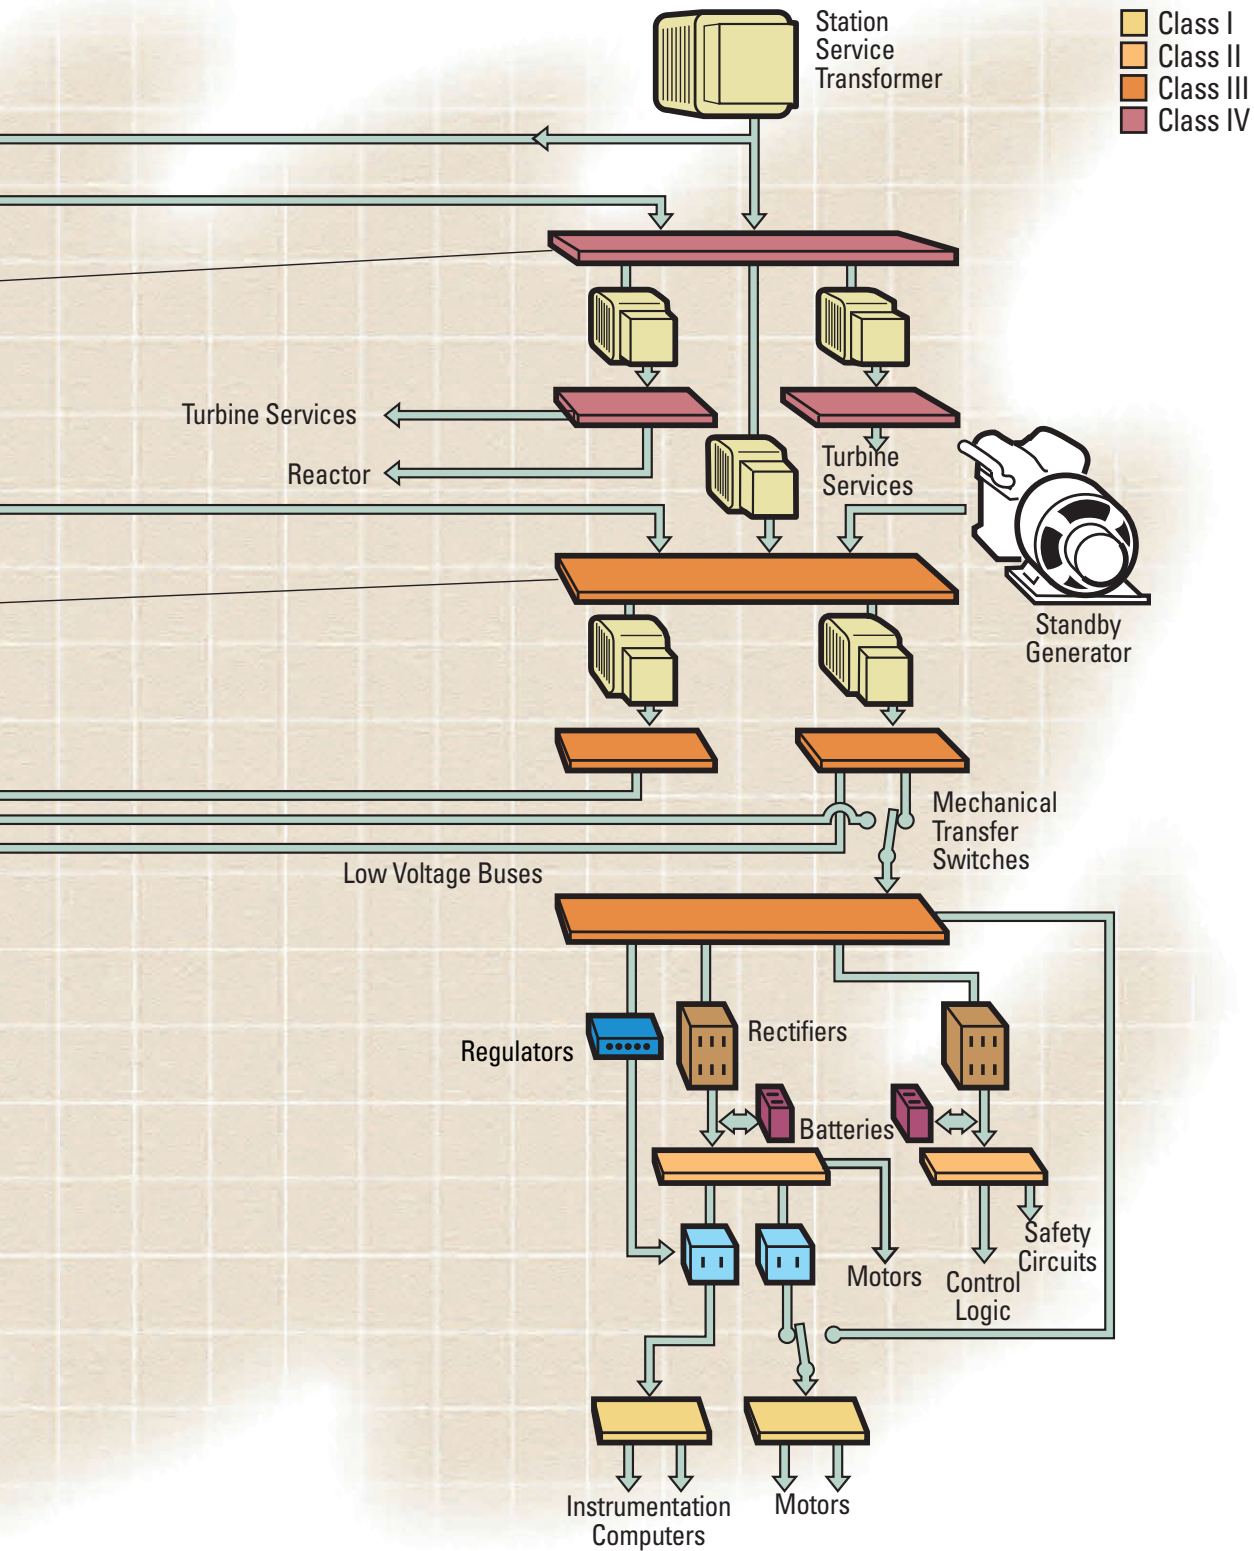 Station
Service
Transformer
Class I
Class II
Class III
Class IV
Turbine Services
Reactor
Turbine
Services
Standby
Generator
Mechanical
Transfer
Switches
Low Voltage Buses
Regulators
Rectifiers
Batteries
Motors
Control
Logic
Safety
Circuits
Instrumentation
Computers
Motors